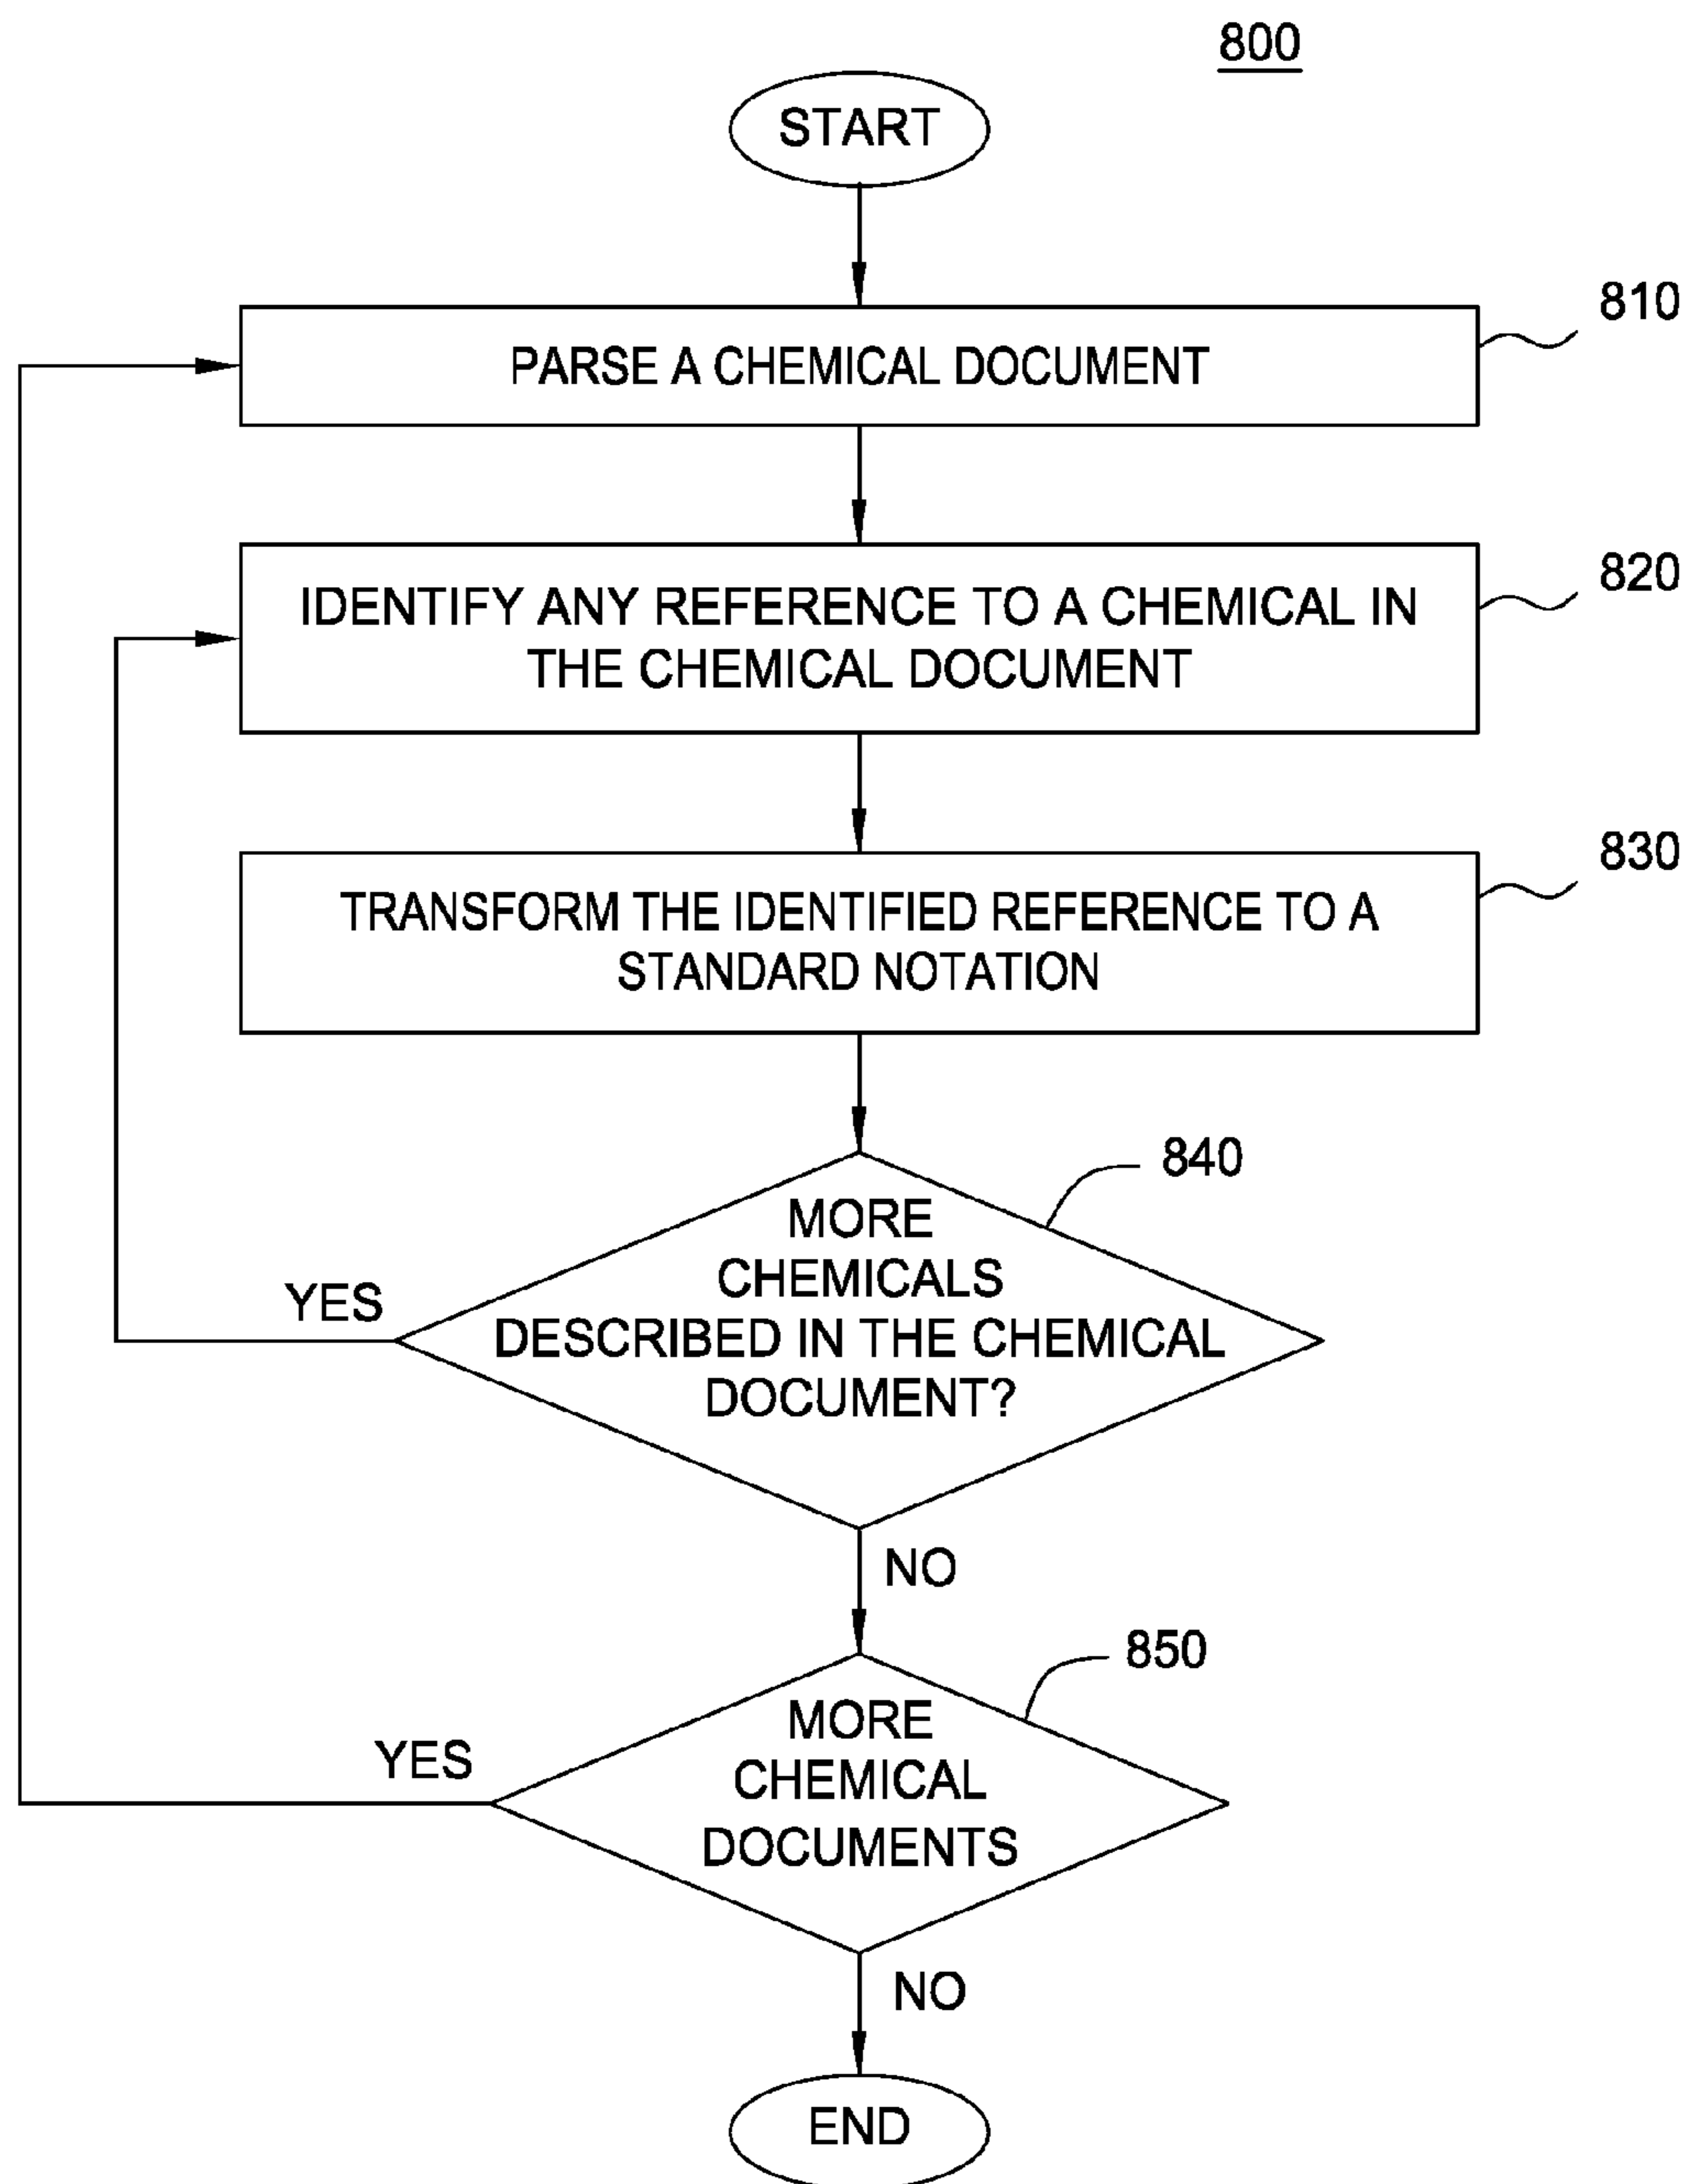 800
START
810
PARSE A CHEMICAL DOCUMENT
820
IDENTIFY ANY REFERENCE TO A CHEMICAL IN
THE CHEMICAL DOCUMENT
830
TRANSFORM THE IDENTIFIED REFERENCE TO A
STANDARD NOTATION
840
MORE
CHEMICALS
DESCRIBED IN THE CHEMICAL
DOCUMENT?
YES
NO
850
MORE
CHEMICAL
DOCUMENTS
YES
NO
END